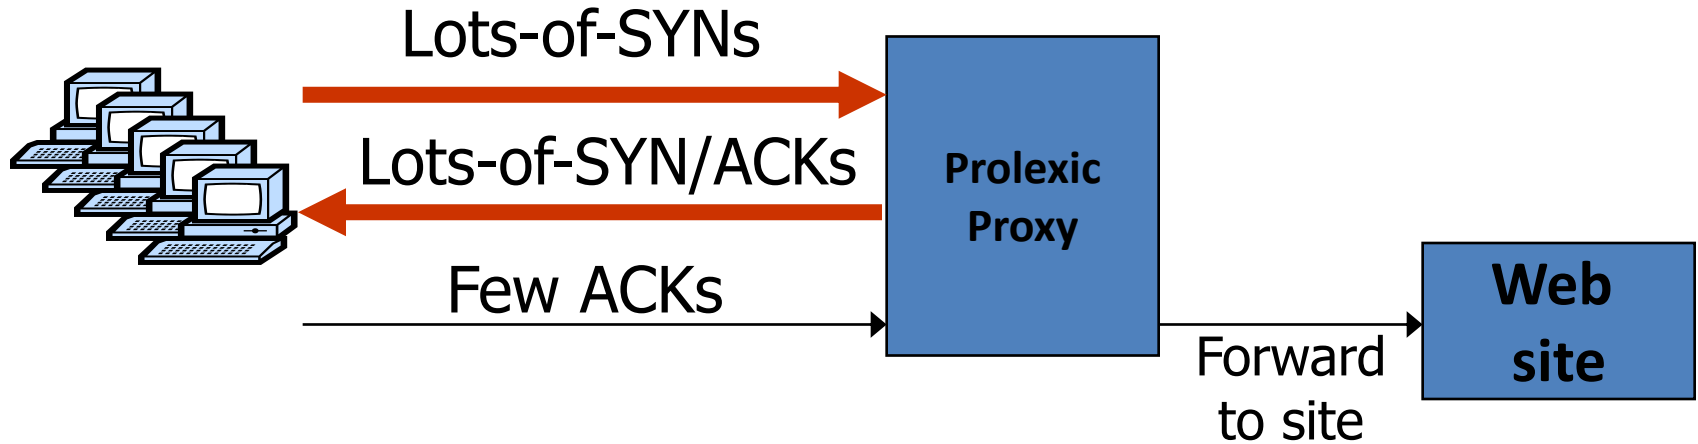 Lots-of-SYNs
Lots-of-SYN/ACKs
Few ACKs
Prolexic
Proxy
Forward
to site
Web
site